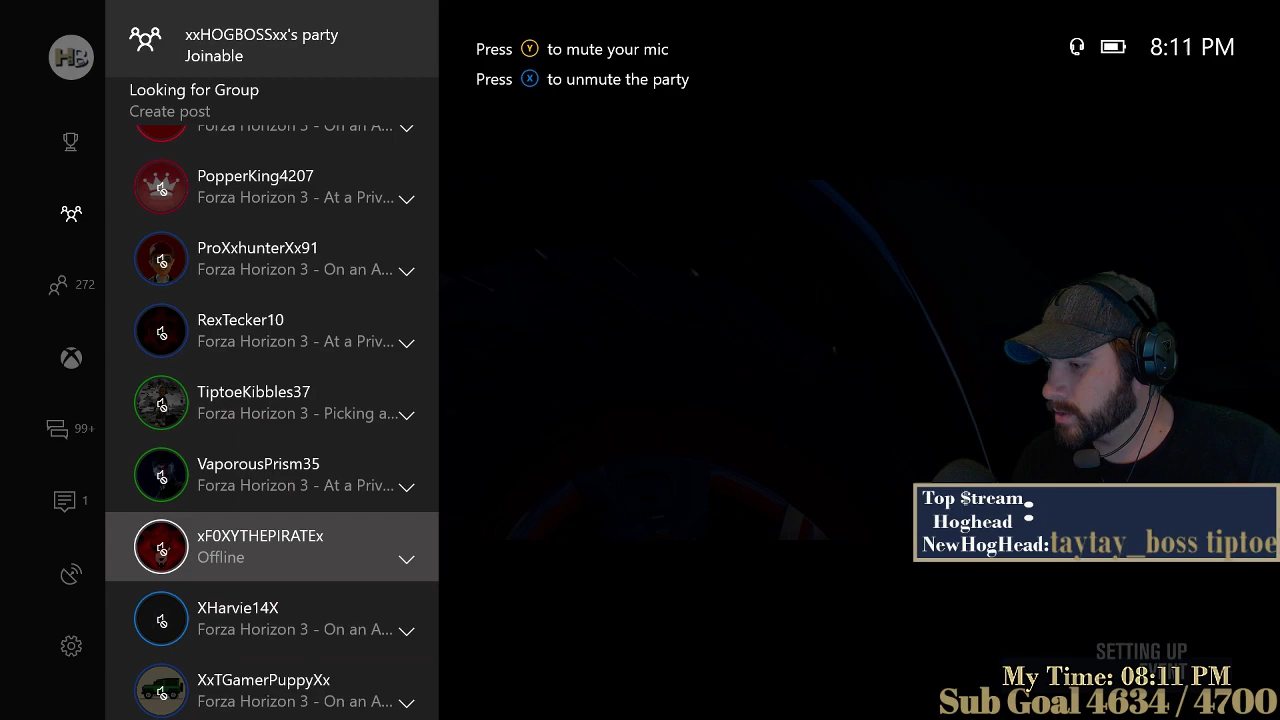 xxHOGBOSSxx's party
Joinable
HB
Looking for Group
Create post
Forza Horizon 3 - On an A...
PopperKing4207
Forza Horizon 3 - At a Priv...
ProXxhunterXx91
Forza Horizon 3 - On an A...
RexTecker10
Forza Horizon 3 - At a Priv...
TiptoeKibbles37
Forza Horizon 3 - Picking a...
VaporousPrism35
Forza Horizon 3 - At a Priv...
xF0XYTHEPIRATEx
Offline
XHarvie14X
Forza Horizon 3 - On an A...
XxTGamerPuppyXx
Forza Horizon 3 - On an A...
272
99+
1
Press Y to mute your mic
Press X to unmute the party
8:11 PM
Top $tream
Hoghead :
NewHogHead:taytay_boss tiptoe
SETTING UP
EVENT
My Time: 08:11 PM
Sub Goal 4634 / 4700